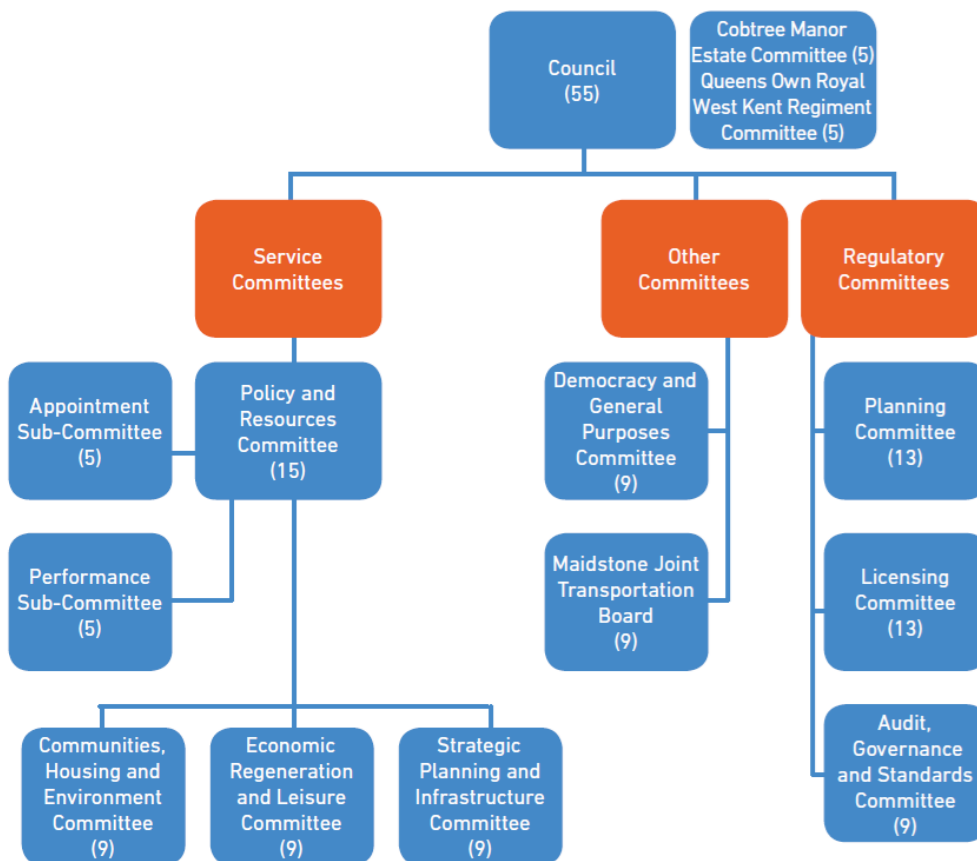 Council
(55)
Cobtree Manor
Estate Committee (5)
Queens Own Royal
West Kent Regiment
Committee (5)
Service
Committees
Other
Committees
Regulatory
Committees
Appointment
Sub-Committee
(5)
Policy and
Resources
Committee
(15)
Democracy and
General
Purposes
Committee
(9)
Planning
Committee
(13)
Performance
Sub-Committee
(5)
Maidstone Joint
Transportation
Board
(9)
Licensing
Committee
(13)
Communities,
Housing and
Environment
Committee
(9)
Economic
Regeneration
and Leisure
Committee
(9)
Strategic
Planning and
Infrastructure
Committee
(9)
Audit,
Governance
and Standards
Committee
(9)